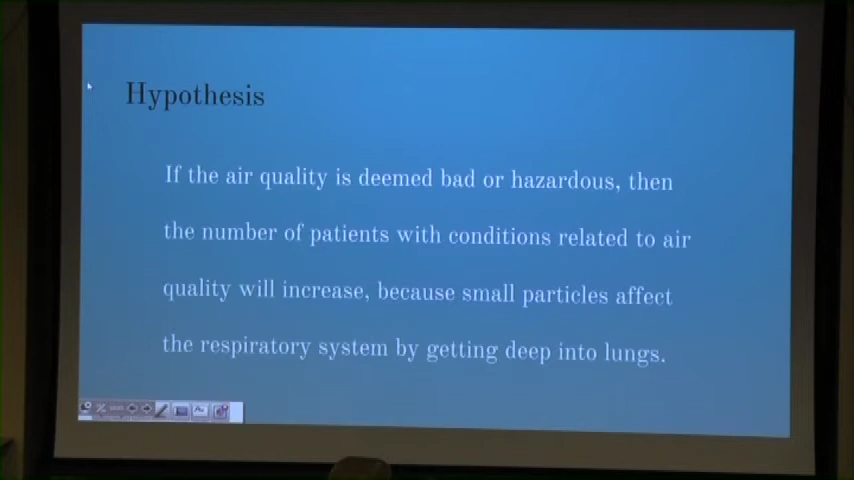 Hypothesis
If the air quality is deemed bad or hazardous, then
the number of patients with conditions related to air
quality will increase, because small particles affect
the respiratory system by getting deep into lungs.